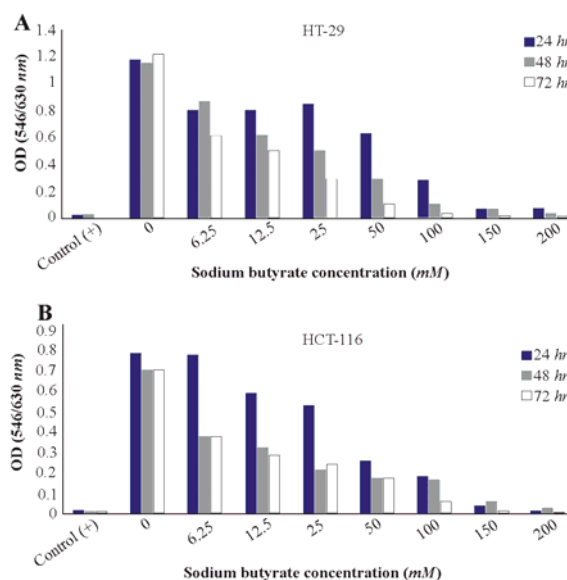 A
HT-29
1.4
1.2
1
0.8
0.6
0.4
0.2
0
OD (546/630 nm)
24 hr
48 hr
72 hr
Control (+) 0 6.25 12.5 25 50 100 150 200
Sodium butyrate concentration (mM)
B
HCT-116
0.9
0.8
0.7
0.6
0.5
0.4
0.3
0.2
0.1
0
OD (546/630 nm)
24 hr
48 hr
72 hr
Control (+) 0 6.25 12.5 25 50 100 150 200
Sodium butyrate concentration (mM)